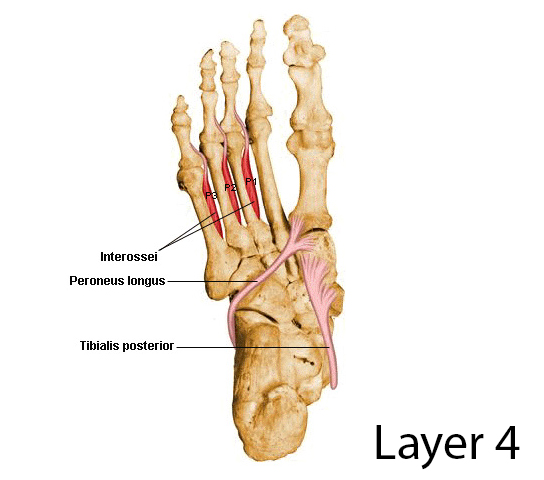 P3
P2
P1
Interossei
Peroneus longus
Tibialis posterior
Layer 4